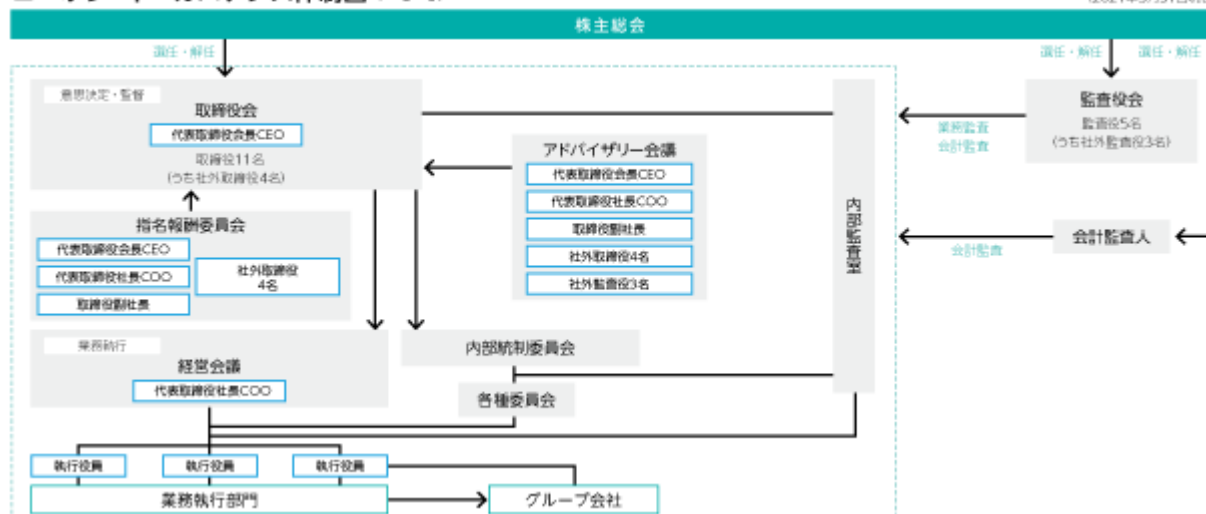 株主総会
選任・解任
選任・解任
選任・解任
意思決定・監督
取締役会
代表取締役会長CEO
取締役11名
(うち社外取締役4名)
監査役会
監査役5名
(うち社外監査役3名)
業務監査
会計監査
アドバイザリー会議
代表取締役会長CEO
代表取締役社長COO
取締役副社長
社外取締役4名
社外監査役3名
内部監査室
指名報酬委員会
代表取締役会長CEO
代表取締役社長COO
取締役副社長
社外取締役
4名
会計監査人
会計監査
業務執行
経営会議
代表取締役社長COO
内部統制委員会
各種委員会
執行役員
執行役員
執行役員
業務執行部門
グループ会社